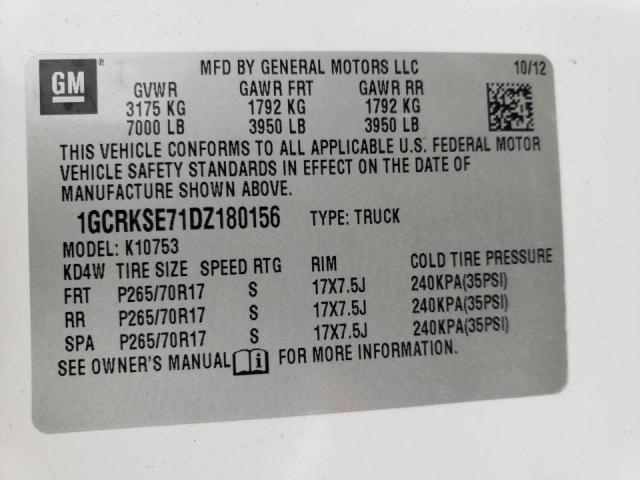 GM ® MFD BY GENERAL MOTORS LLC 10/12
GVWR GAWR FRT GAWR RR
3175 KG 1792 KG 1792 KG
7000 LB 3950 LB 3950 LB
THIS VEHICLE CONFORMS TO ALL APPLICABLE U.S. FEDERAL MOTOR
VEHICLE SAFETY STANDARDS IN EFFECT ON THE DATE OF
MANUFACTURE SHOWN ABOVE.
1GCRKSE71DZ180156 TYPE: TRUCK
MODEL: K10753
KD4W TIRE SIZE SPEED RTG RIM COLD TIRE PRESSURE
FRT P265/70R17 S 17X7.5J 240KPA(35PSI)
RR P265/70R17 S 17X7.5J 240KPA(35PSI)
SPA P265/70R17 S 17X7.5J 240KPA(35PSI)
SEE OWNER'S MANUAL i FOR MORE INFORMATION.